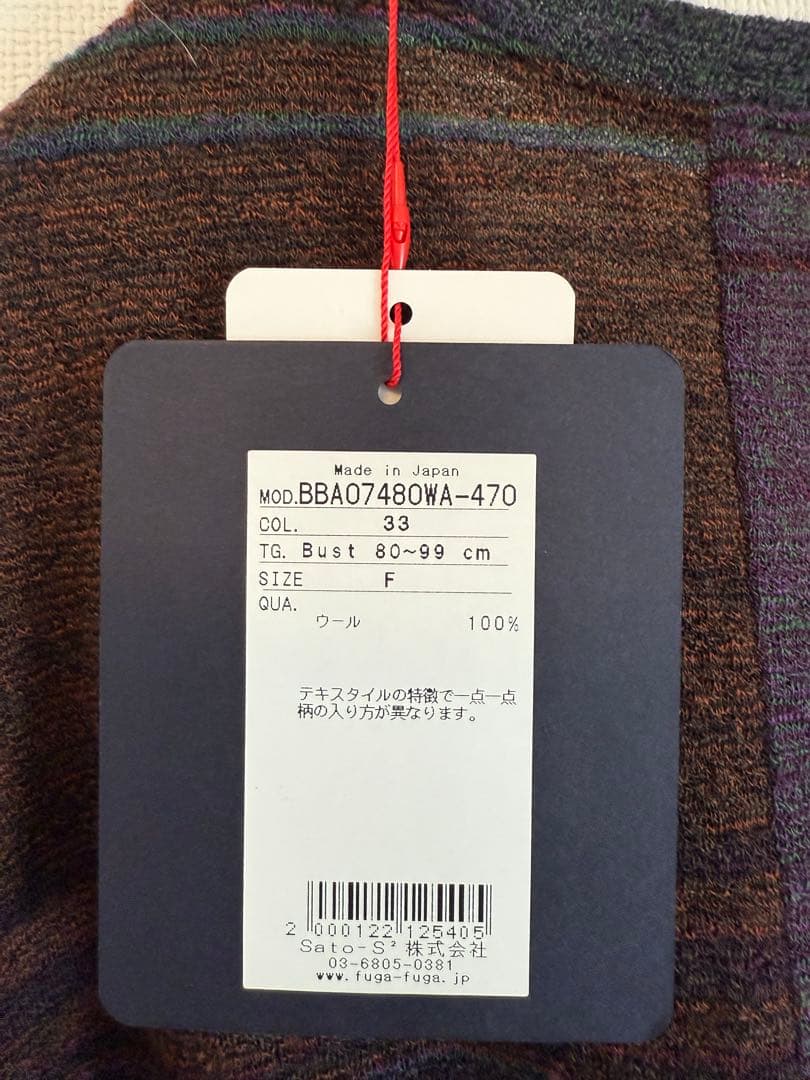 Made in Japan
MOD.BBA07480WA-470
COL. 33
TG. Bust 80~99 cm
SIZE F
QUA.
ウール 100%
テキスタイルの特徴で一点一点
柄の入り方が異なります。
2 000122 125405
Sato-S²株式会社
03-6805-0381
www.fuga-fuga.jp